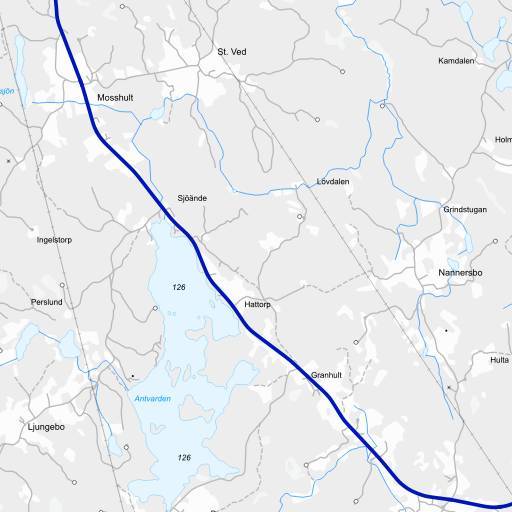 St. Ved
Kamdalen
sjön
Mosshult
Holm
Lövdalen
Sjöände
Grindstugan
Ingelstorp
Nannersbo
126
Perslund
Hattorp
Hulta
Granhult
Antvarden
Ljungebo
126